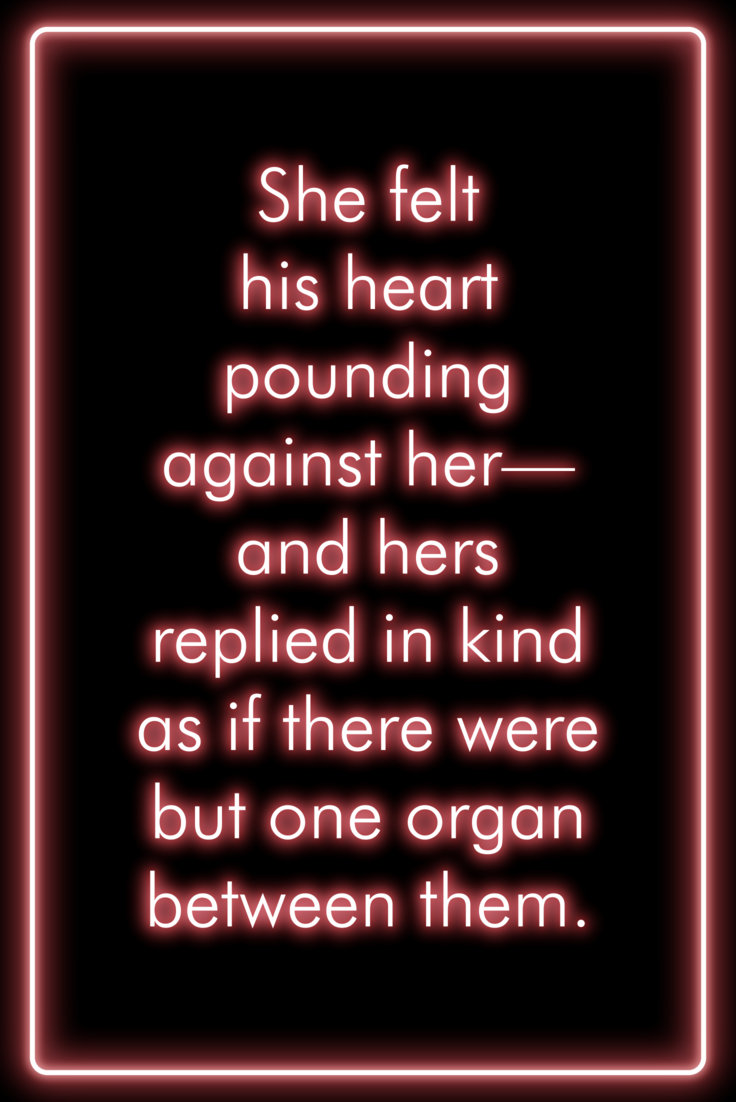 She felt
his heart
pounding
against her—
and hers
replied in kind
as if there were
but one organ
between them.